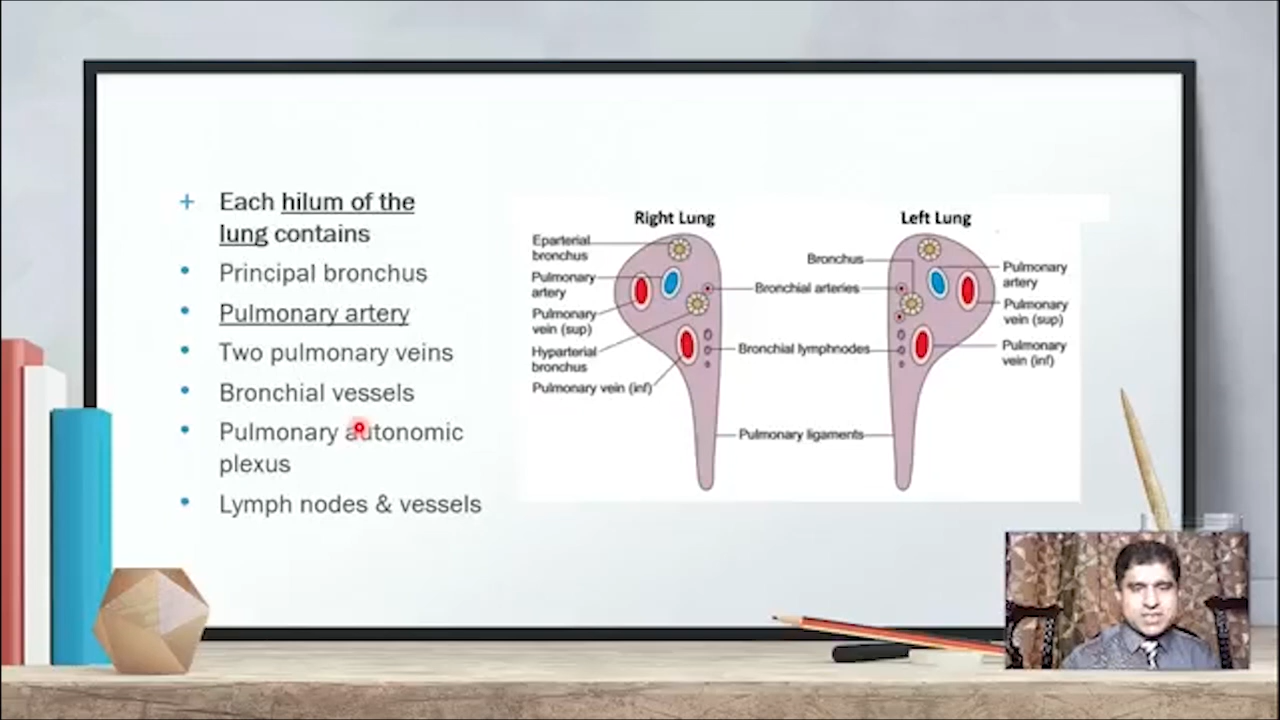 + Each hilum of the
lung contains
• Principal bronchus
• Pulmonary artery
• Two pulmonary veins
• Bronchial vessels
• Pulmonary autonomic
plexus
• Lymph nodes & vessels
Right Lung
Eparterial
bronchus
Pulmonary
artery
Pulmonary
vein (sup)
Hyparterial
bronchus
Pulmonary vein (inf)
Bronchial arteries
Bronchial lymphnodes
Pulmonary ligaments
Left Lung
Bronchus
Pulmonary
artery
Pulmonary
vein (sup)
Pulmonary
vein (inf)